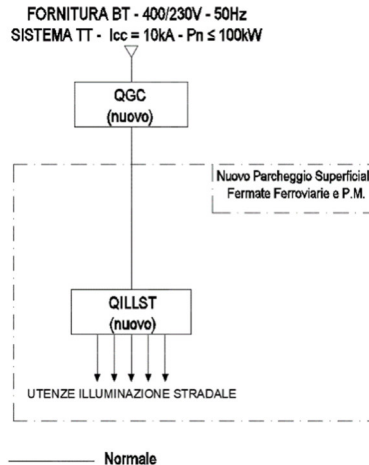 FORNITURA BT - 400/230V - 50Hz
SISTEMA TT - Icc = 10kA - Pn ≤ 100kW
QGC
(nuovo)
Nuovo Parcheggio Superficial
Fermate Ferroviarie e P.M.
QILLST
(nuovo)
UTENZE ILLUMINAZIONE STRADALE
Normale